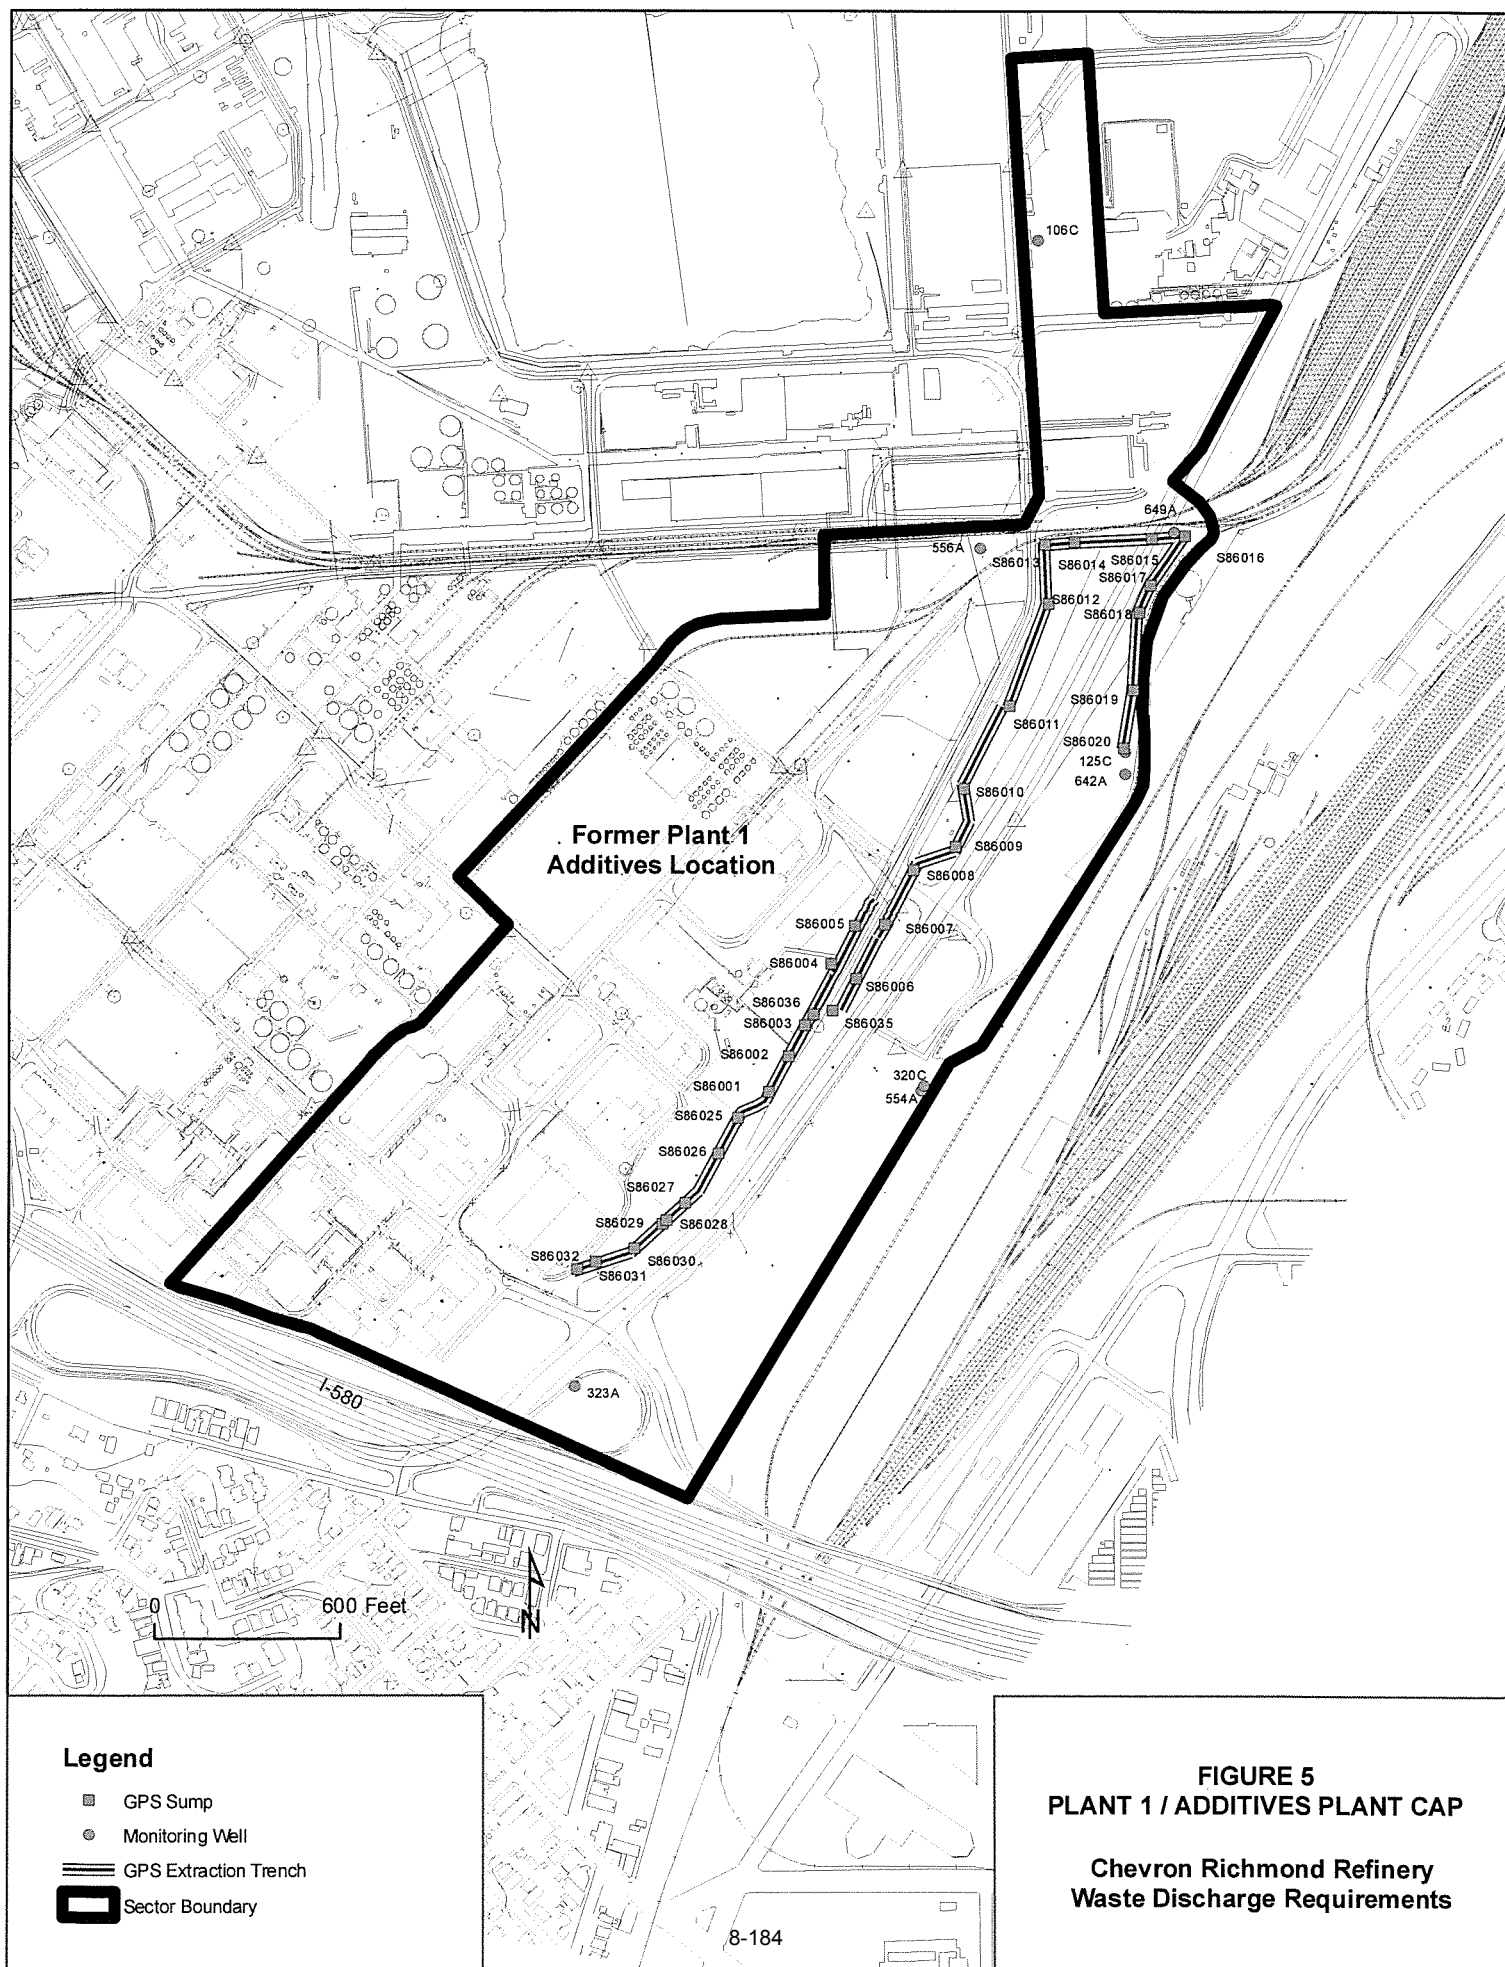 106C
649A
556A
S86013
S86014
S86015
S86016
S86017
S86012
S86018
S86019
S86011
S86020
125C
642A
S86010
Former Plant 1
Additives Location
S86009
S86008
S86005
S86007
S86004
S86006
S86036
S86003
S86035
S86002
320C
S86001
554A
S86025
S86026
S86027
S86029
S86028
S86032
S86030
S86031
I-580
323A
0
600 Feet
N
Legend
GPS Sump
Monitoring Well
GPS Extraction Trench
Sector Boundary
FIGURE 5
PLANT 1 / ADDITIVES PLANT CAP
Chevron Richmond Refinery
Waste Discharge Requirements
8-184